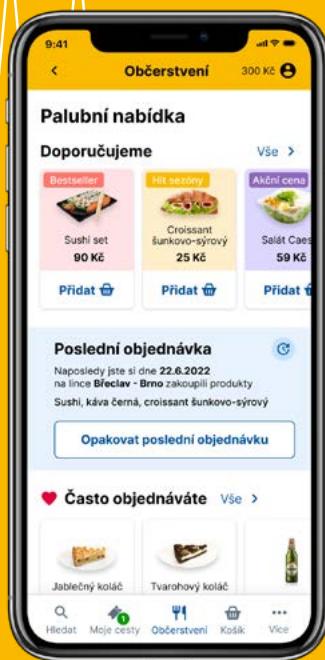 9:41
Občerstvení
300 Kč
Palubní nabídka
Doporučujeme
Vše
Bestseller
Hit sezóny
Akční cena
Sushi set
90 Kč
Croissant
šunkovo-sýrový
25 Kč
Salát Caes
59 Kč
Přidat
Přidat
Přidat
Poslední objednávka
Naposledy jste si dne 22.6.2022
na lince Břeclav - Brno zakoupili produkty
Sushi, káva černá, croissant šunkovo-sýrový
Opakovat poslední objednávku
Často objednáváte
Vše
Jablečný koláč
Tvarohový koláč
1
Hledat
Moje cesty
Občerstvení
Košík
Více